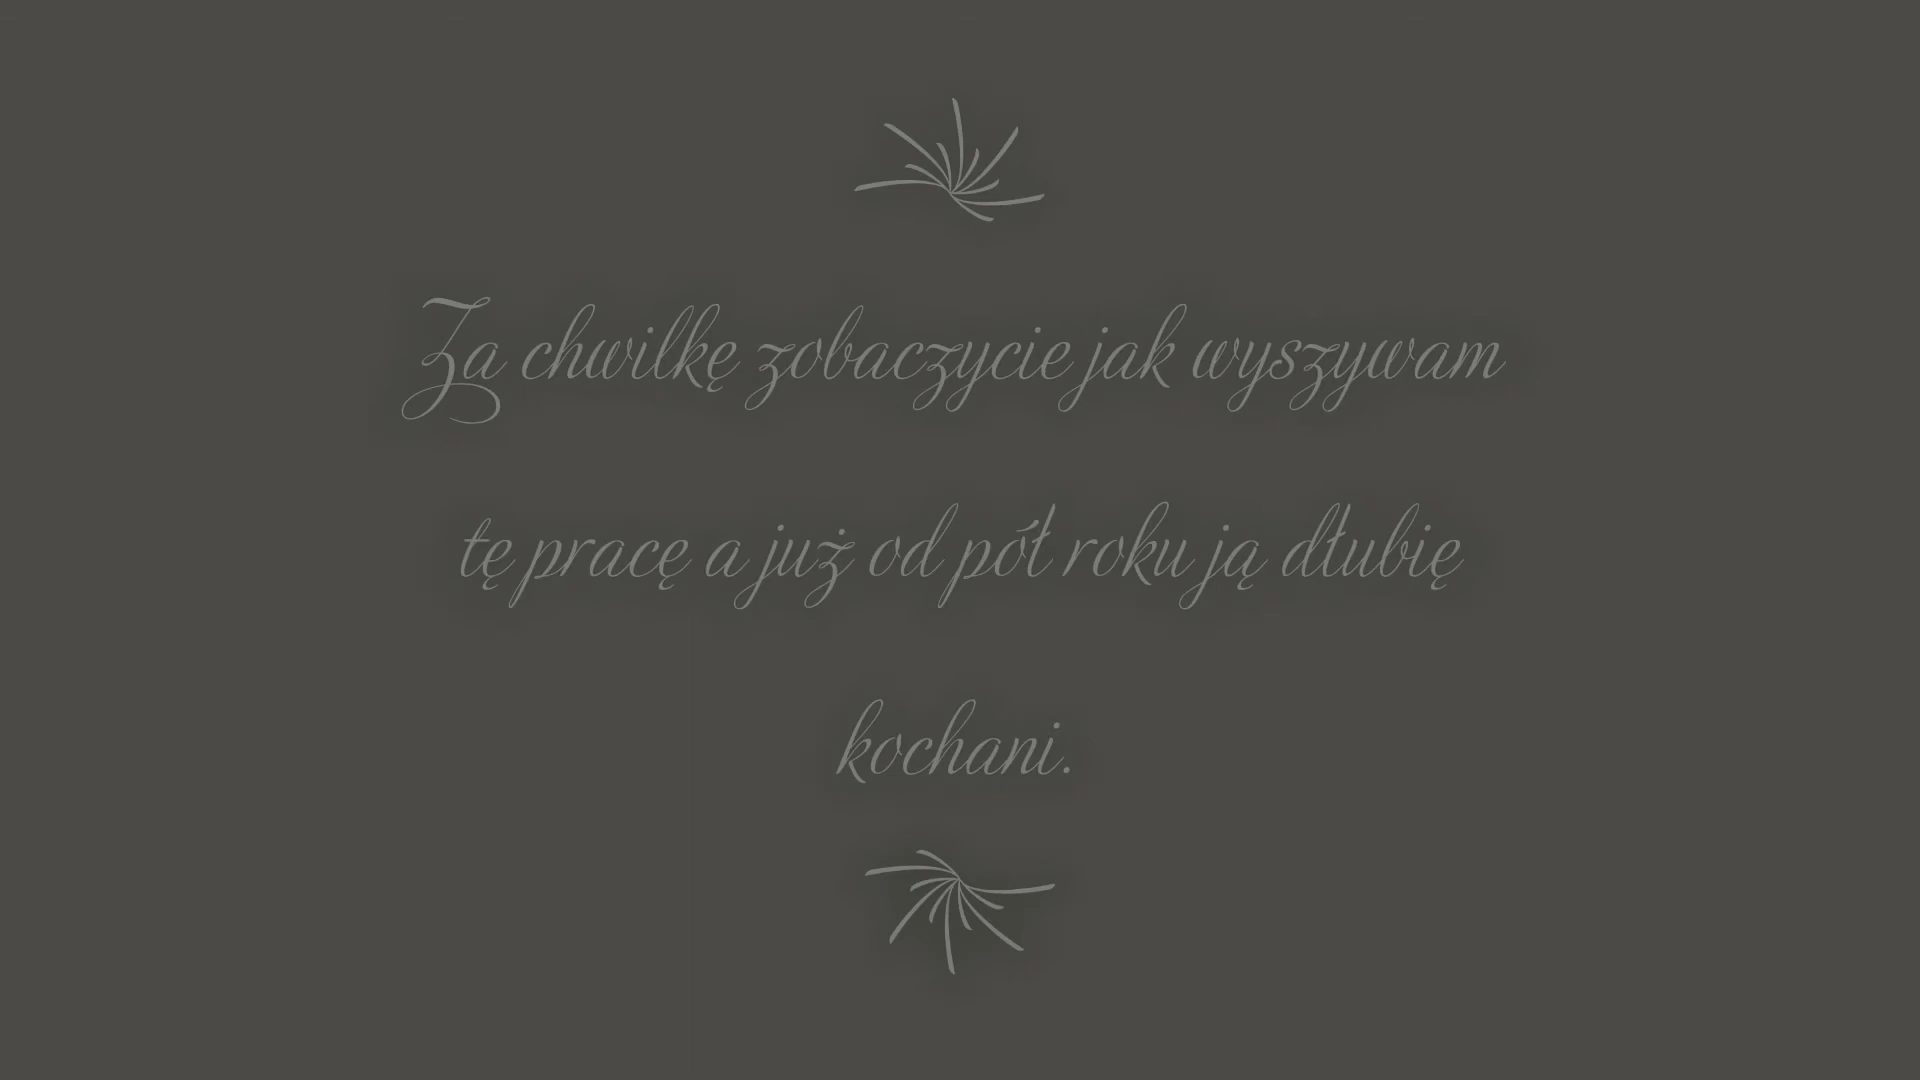 Za chwilkę zobaczycie jak wyszywam
tę pracę a już od pół roku ją dłubię
kochani.